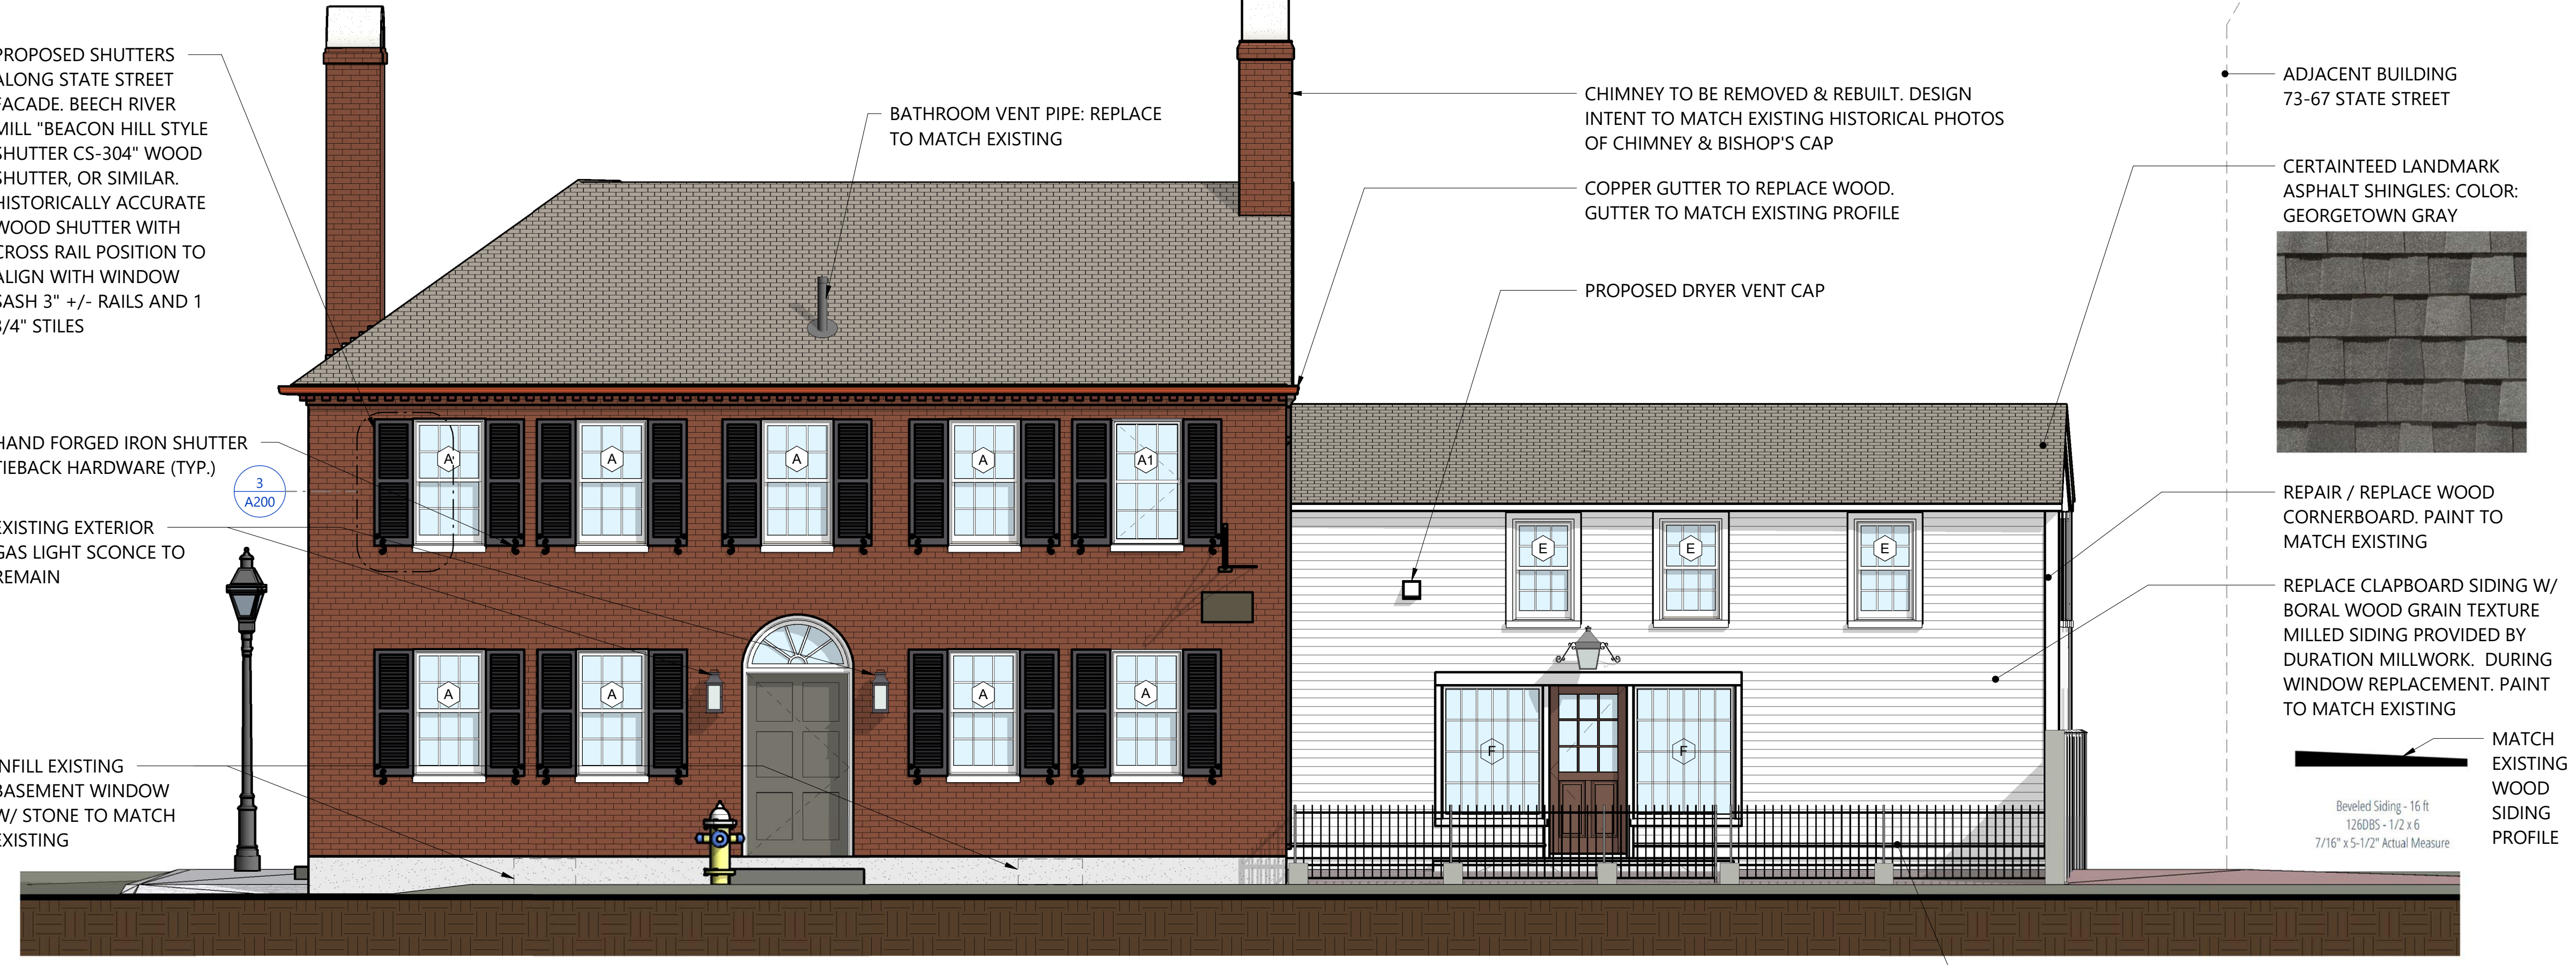 PROPOSED SHUTTERS
ALONG STATE STREET
FACADE. BEECH RIVER
MILL "BEACON HILL STYLE
SHUTTER CS-304" WOOD
SHUTTER, OR SIMILAR.
HISTORICALLY ACCURATE
WOOD SHUTTER WITH
CROSS RAIL POSITION TO
ALIGN WITH WINDOW
SASH 3" +/- RAILS AND 1
3/4" STILES
HAND FORGED IRON SHUTTER
TIEBACK HARDWARE (TYP.)
3
A200
EXISTING EXTERIOR
GAS LIGHT SCONCE TO
REMAIN
NFILL EXISTING
BASEMENT WINDOW
W/ STONE TO MATCH
EXISTING
BATHROOM VENT PIPE: REPLACE
TO MATCH EXISTING
A
A
A
A
A1
A
A
A
A
CHIMNEY TO BE REMOVED & REBUILT. DESIGN
INTENT TO MATCH EXISTING HISTORICAL PHOTOS
OF CHIMNEY & BISHOP'S CAP
COPPER GUTTER TO REPLACE WOOD.
GUTTER TO MATCH EXISTING PROFILE
PROPOSED DRYER VENT CAP
E
E
E
F
F
ADJACENT BUILDING
73-67 STATE STREET
CERTAINTEED LANDMARK
ASPHALT SHINGLES: COLOR:
GEORGETOWN GRAY
REPAIR / REPLACE WOOD
CORNERBOARD. PAINT TO
MATCH EXISTING
REPLACE CLAPBOARD SIDING W/
BORAL WOOD GRAIN TEXTURE
MILLED SIDING PROVIDED BY
DURATION MILLWORK. DURING
WINDOW REPLACEMENT. PAINT
TO MATCH EXISTING
MATCH
EXISTING
WOOD
SIDING
PROFILE
Beveled Siding - 16 ft
126DBS - 1/2 x 6
7/16" x 5-1/2" Actual Measure